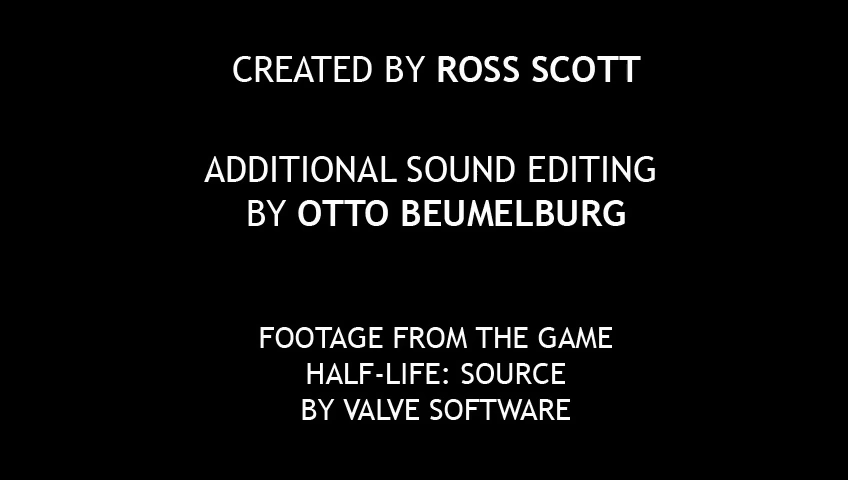 CREATED BY ROSS SCOTT
ADDITIONAL SOUND EDITING
BY OTTO BEUMELBURG
FOOTAGE FROM THE GAME
HALF-LIFE: SOURCE
BY VALVE SOFTWARE